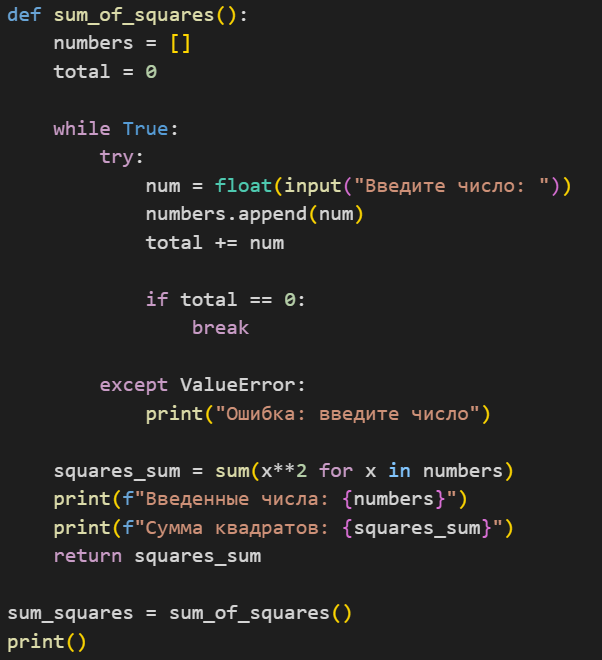 def sum_of_squares():
    numbers = []
    total = 0

    while True:
        try:
            num = float(input("Введите число: "))
            numbers.append(num)
            total += num

            if total == 0:
                break

        except ValueError:
            print("Ошибка: введите число")

    squares_sum = sum(x**2 for x in numbers)
    print(f"Введенные числа: {numbers}")
    print(f"Сумма квадратов: {squares_sum}")
    return squares_sum

sum_squares = sum_of_squares()
print()